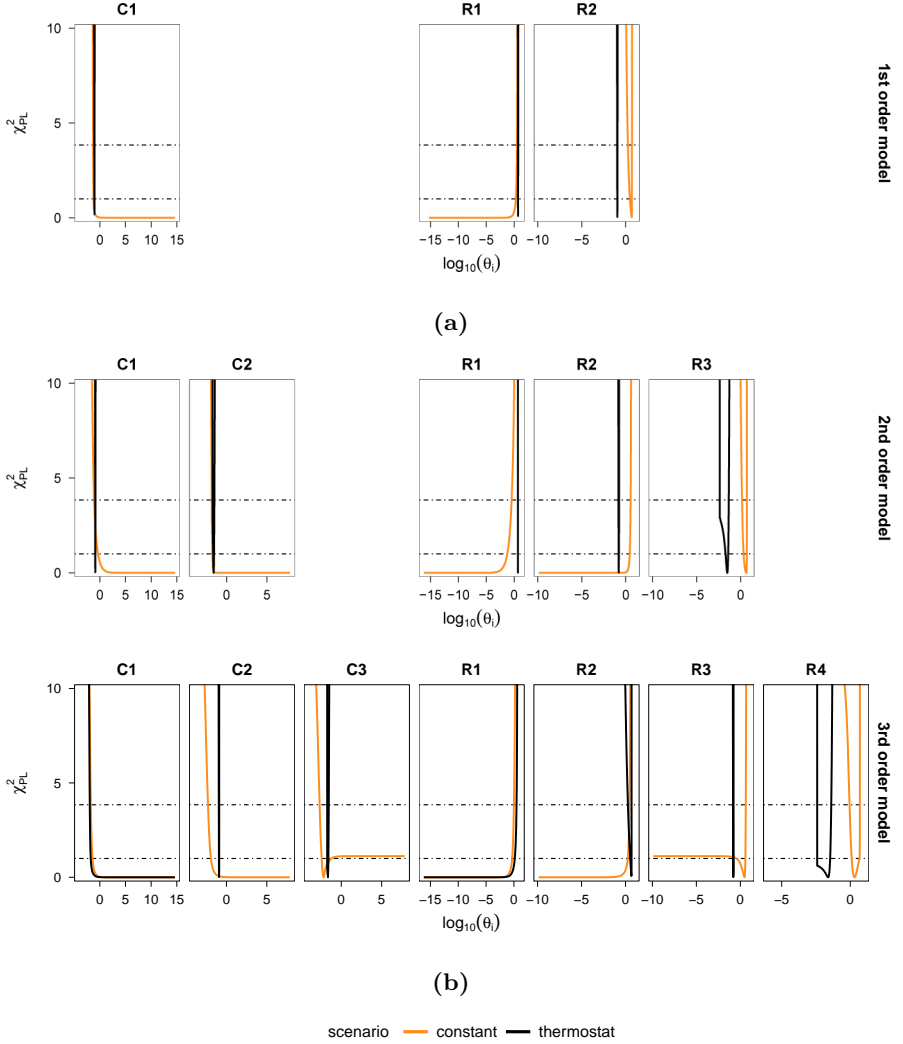 C1 R1 R2
10
5
0
χ²PL
1st order model
0 5 10 15 −15 −10 −5 0 −10 −5 0
log10(θi)
(a)
C1 C2 R1 R2 R3
10
5
0
χ²PL
2nd order model
0 5 10 15 0 5 −15 −10 −5 0 −10 −5 0 −10 −5 0
log10(θi)
C1 C2 C3 R1 R2 R3 R4
10
5
0
χ²PL
3rd order model
0 5 10 15 0 5 0 5 −15 −10 −5 0 −10 −5 0 −10 −5 0 −5 0
log10(θi)
(b)
scenario constant thermostat